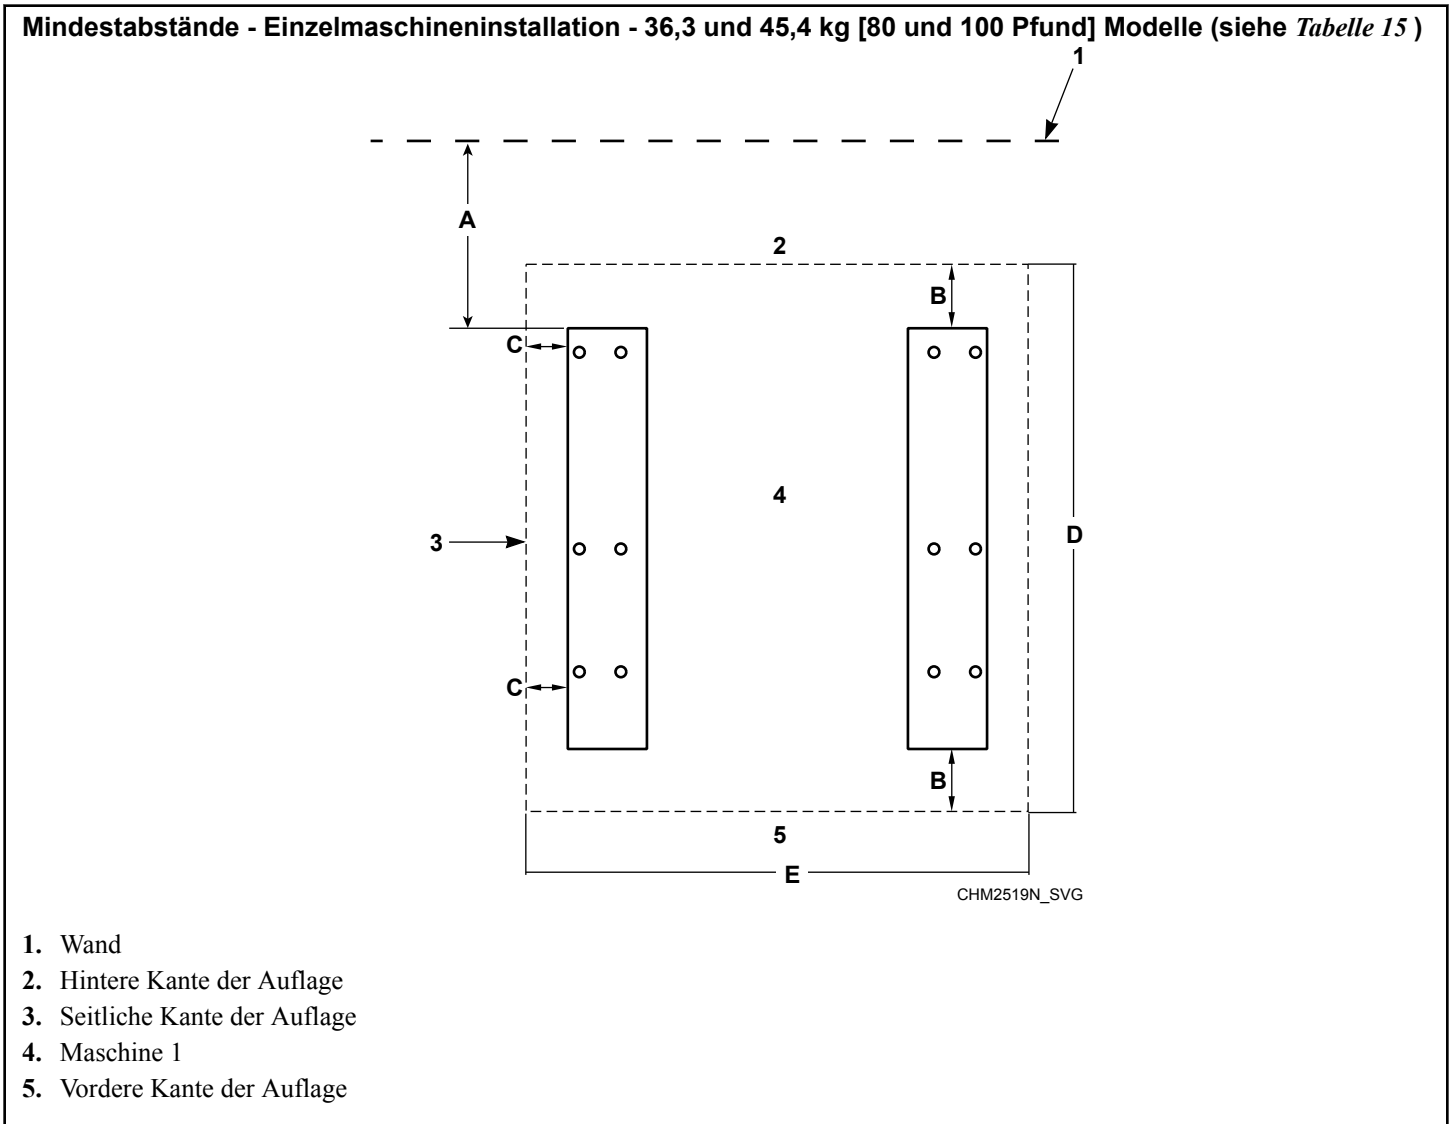 Mindestabstände - Einzelmaschineninstallation - 36,3 und 45,4 kg [80 und 100 Pfund] Modelle (siehe Tabelle 15 )
1
A
2
B
C
4
3
D
C
B
5
E
CHM2519N_SVG
1. Wand
2. Hintere Kante der Auflage
3. Seitliche Kante der Auflage
4. Maschine 1
5. Vordere Kante der Auflage